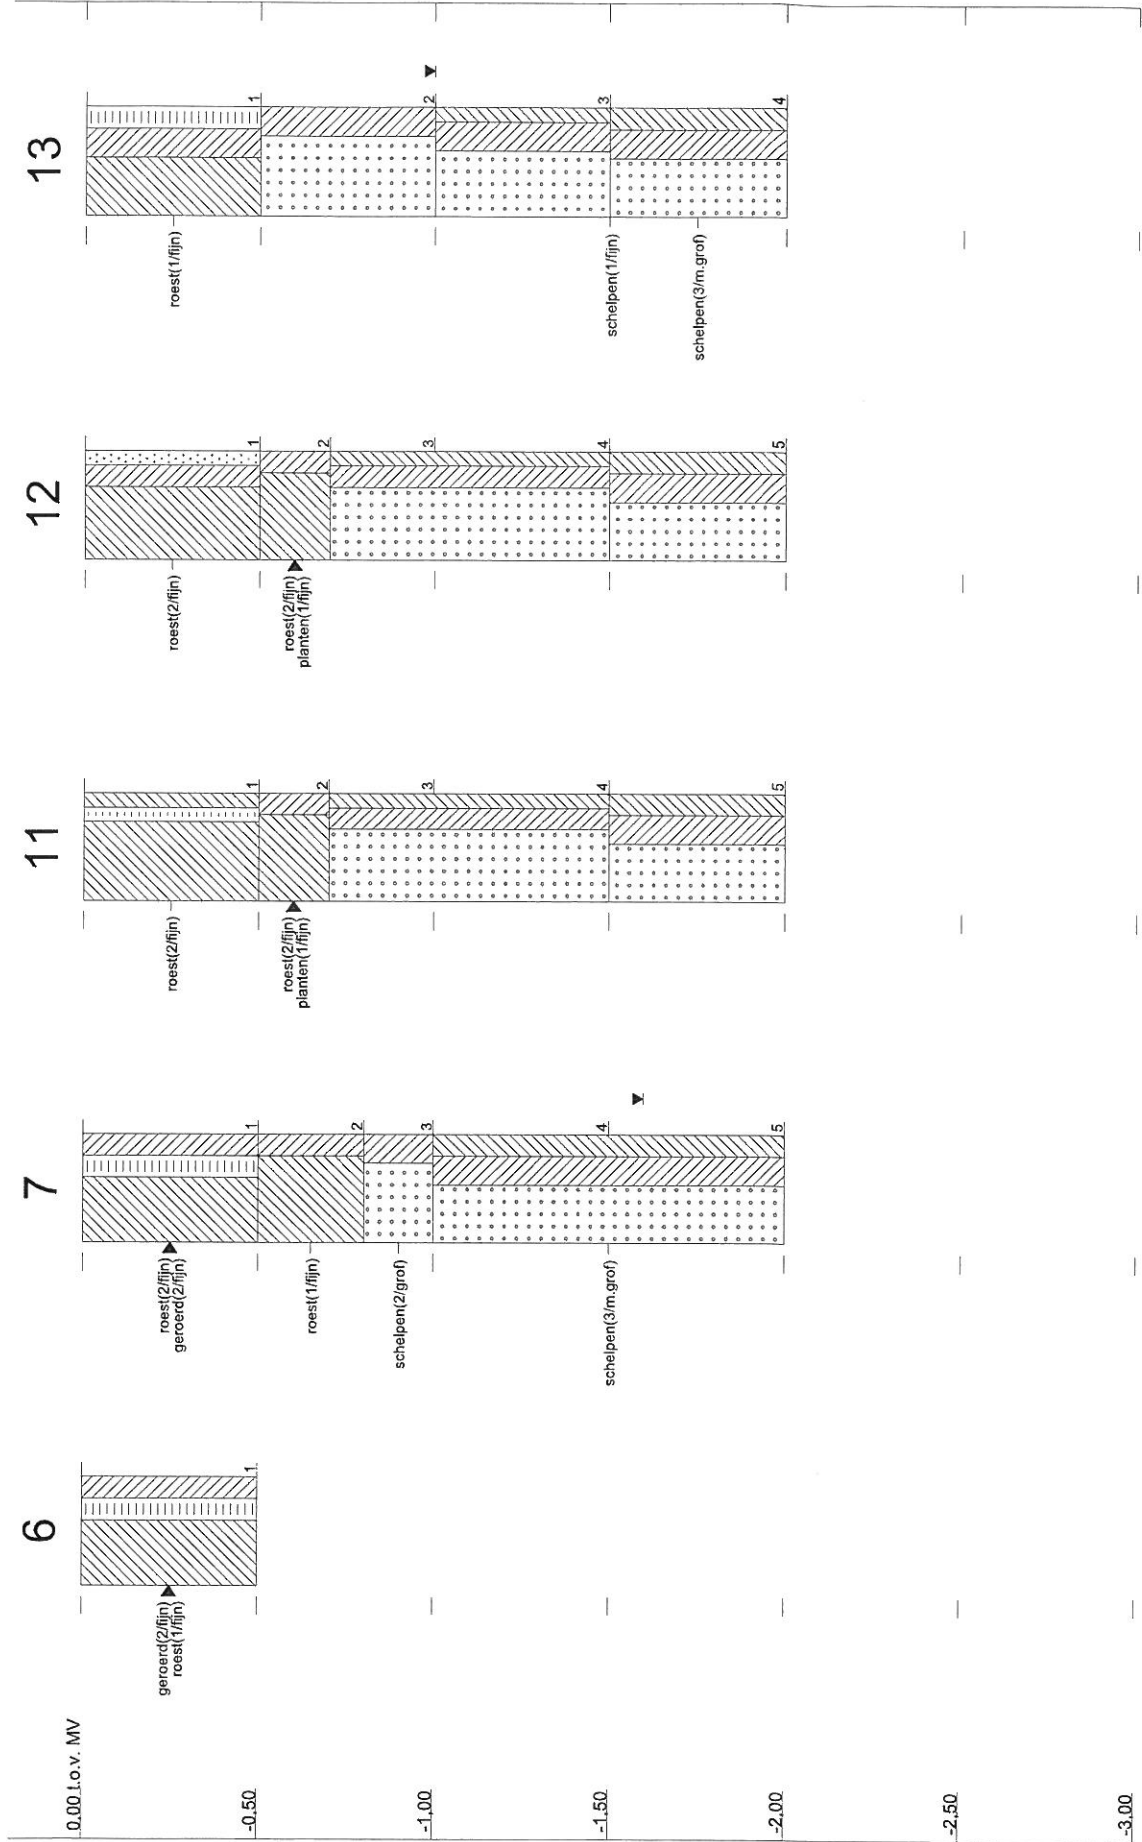 6
7
11
12
13
0.00 t.o.v. MV
-0,50
-1,00
-1,50
-2,00
-2,50
-3,00
geroerd(2/fijn)
roest(1/fijn)
1
roest(2/fijn)
geroerd(2/fijn)
roest(1/fijn)
schelpen(2/grof)
schelpen(3/m.grof)
1
2
3
4
5
roest(2/fijn)
roest(2/fijn)
planten(1/fijn)
1
2
3
4
5
roest(2/fijn)
roest(2/fijn)
planten(1/fijn)
1
2
3
4
5
roest(1/fijn)
schelpen(1/fijn)
schelpen(3/m.grof)
1
2
3
4